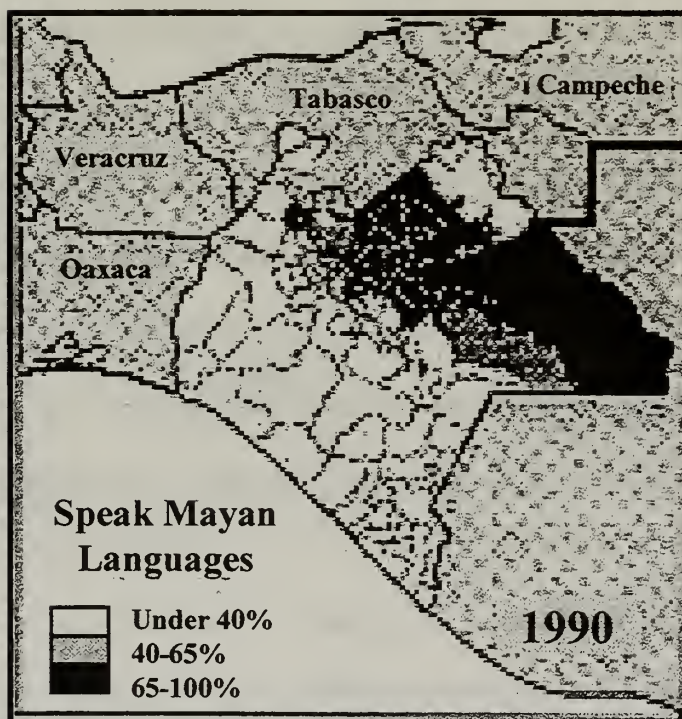 Tabasco
Campeche
Veracruz
Oaxaca
Speak Mayan
Languages
Under 40%
40-65%
65-100%
1990